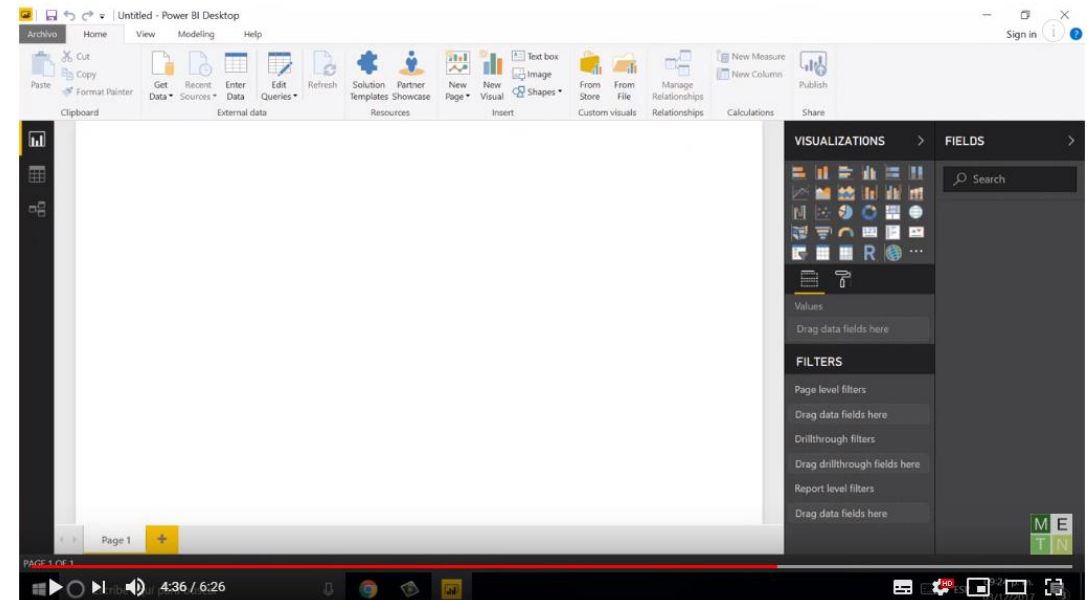 Untitled - Power BI Desktop
Archivo Home View Modeling Help Sign in
Paste
Cut
Copy
Format Painter
Get Data
Recent Sources
Enter Data
Edit Queries
Refresh
Solution Templates
Partner Showcase
New Page
New Visual
Text box
Image
Shapes
From Store
From File
Manage Relationships
New Measure
New Column
Publish
Clipboard External data Resources Insert Custom visuals Relationships Calculations Share
VISUALIZATIONS
R
Values
Drag data fields here
FILTERS
Page level filters
Drag data fields here
Drillthrough filters
Drag drillthrough fields here
Report level filters
Drag data fields here
FIELDS
Search
M E
T N
Page 1
PAGE 1 OF 1
4:36 / 6:26
HD